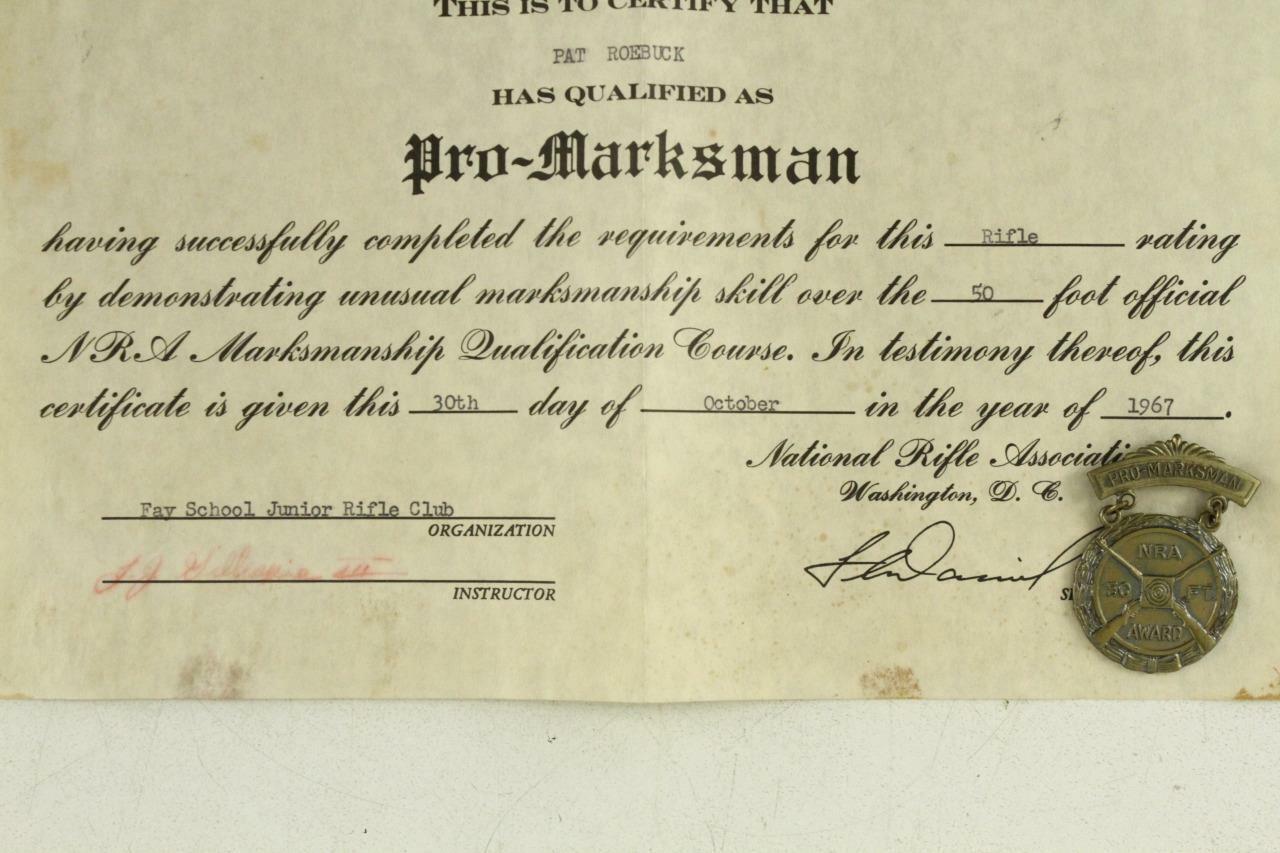 THIS IS TO CERTIFY THAT
PAT ROEBUCK
HAS QUALIFIED AS
Pro-Marksman
having successfully completed the requirements for this Rifle rating
by demonstrating unusual marksmanship skill over the 50 foot official
NRA Marksmanship Qualification Course. In testimony thereof, this
certificate is given this 30th day of October in the year of 1967.
National Rifle Associati
Washington, D. C.
Fay School Junior Rifle Club
ORGANIZATION
INSTRUCTOR
PRO-MARKSMAN
NRA
50 FT.
AWARD